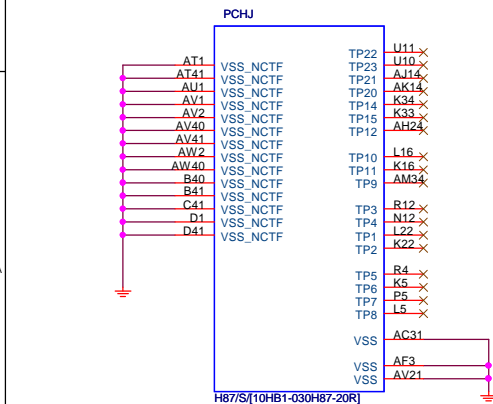 PCHJ
AT1 VSS_NCTF
AT41 VSS_NCTF
AU1 VSS_NCTF
AV1 VSS_NCTF
AV2 VSS_NCTF
AV40 VSS_NCTF
AV41 VSS_NCTF
AW2 VSS_NCTF
AW40 VSS_NCTF
B40 VSS_NCTF
B41 VSS_NCTF
C41 VSS_NCTF
D1 VSS_NCTF
D41 VSS_NCTF
TP22 U11
TP23 U10
TP21 AJ14
TP20 AK14
TP14 K34
TP15 K33
TP12 AH24
TP10 L16
TP11 K16
TP9 AM34
TP3 R12
TP4 N12
TP1 L22
TP2 K22
TP5 R4
TP6 K5
TP7 P5
TP8 L5
VSS AC31
VSS AF3
VSS AV21
H87/S/[10HB1-030H87-20R]